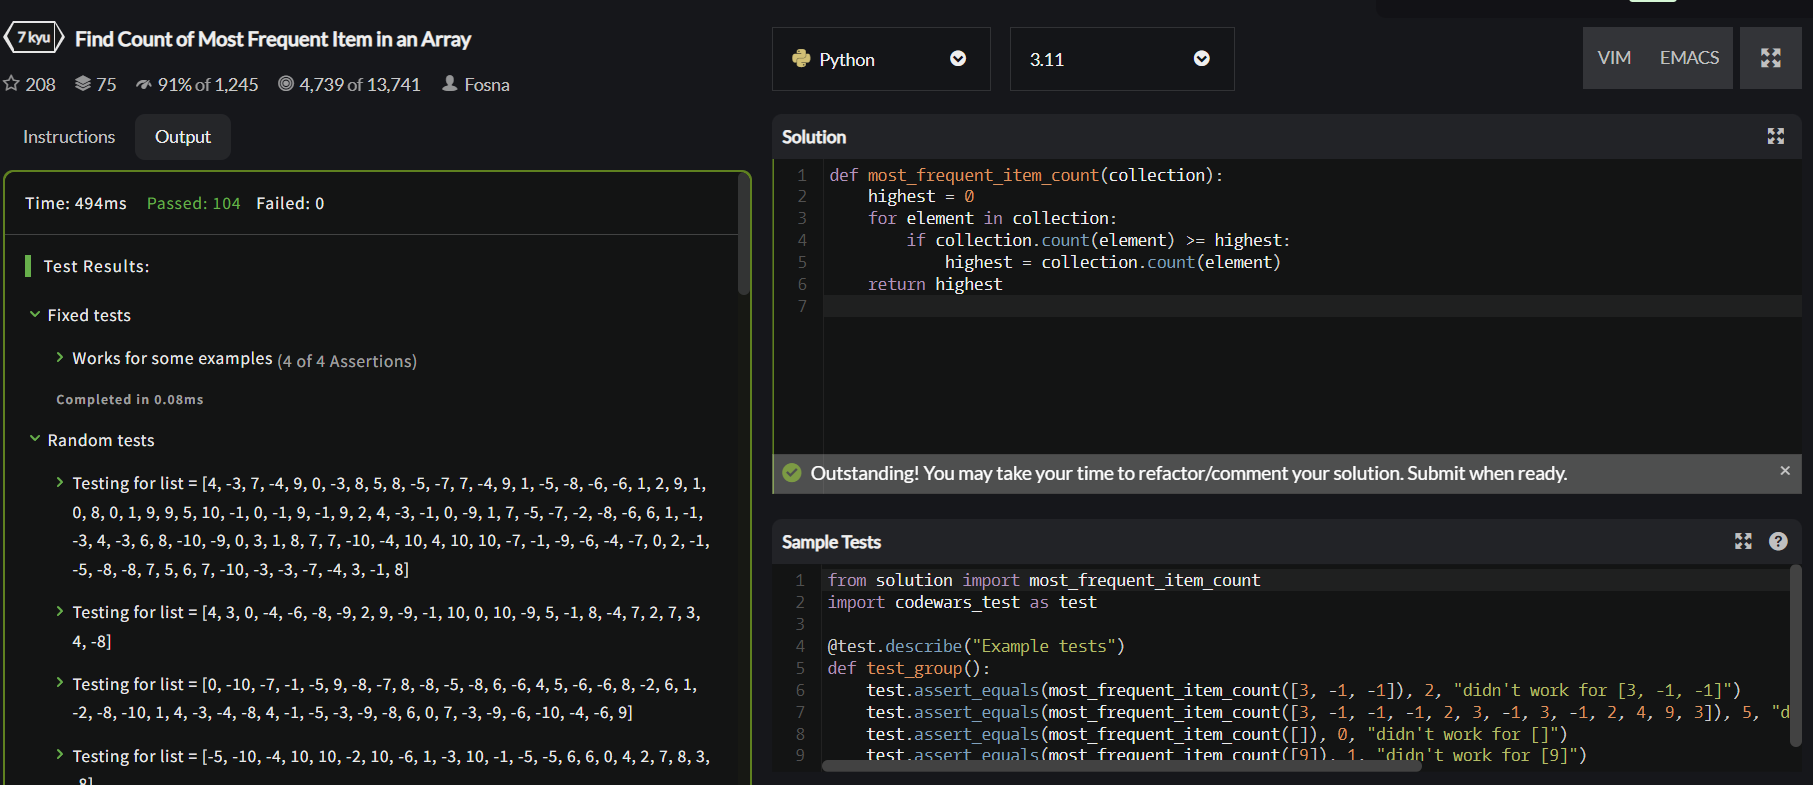 7 kyu Find Count of Most Frequent Item in an Array
208 75 91% of 1,245 4,739 of 13,741 Fosna
Instructions Output
Time: 494ms Passed: 104 Failed: 0
Test Results:
Fixed tests
Works for some examples (4 of 4 Assertions)
Completed in 0.08ms
Random tests
Testing for list = [4, -3, 7, -4, 9, 0, -3, 8, 5, 8, -5, -7, 7, -4, 9, 1, -5, -8, -6, -6, 1, 2, 9, 1,
0, 8, 0, 1, 9, 9, 5, 10, -1, 0, -1, 9, -1, 9, 2, 4, -3, -1, 0, -9, 1, 7, -5, -7, -2, -8, -6, 6, 1, -1,
-3, 4, -3, 6, 8, -10, -9, 0, 3, 1, 8, 7, 7, -10, -4, 10, 4, 10, 10, -7, -1, -9, -6, -4, -7, 0, 2, -1,
-5, -8, -8, 7, 5, 6, 7, -10, -3, -3, -7, -4, 3, -1, 8]
Testing for list = [4, 3, 0, -4, -6, -8, -9, 2, 9, -9, -1, 10, 0, 10, -9, 5, -1, 8, -4, 7, 2, 7, 3,
4, -8]
Testing for list = [0, -10, -7, -1, -5, 9, -8, -7, 8, -8, -5, -8, 6, -6, 4, 5, -6, -6, 8, -2, 6, 1,
-2, -8, -10, 1, 4, -3, -4, -8, 4, -1, -5, -3, -9, -8, 6, 0, 7, -3, -9, -6, -10, -4, -6, 9]
Testing for list = [-5, -10, -4, 10, 10, -2, 10, -6, 1, -3, 10, -1, -5, -5, 6, 6, 0, 4, 2, 7, 8, 3,
8]
Python 3.11 VIM EMACS
Solution
1 def most_frequent_item_count(collection):
2 highest = 0
3 for element in collection:
4 if collection.count(element) >= highest:
5 highest = collection.count(element)
6 return highest
7
Outstanding! You may take your time to refactor/comment your solution. Submit when ready. ×
Sample Tests ?
1 from solution import most_frequent_item_count
2 import codewars_test as test
3
4 @test.describe("Example tests")
5 def test_group():
6 test.assert_equals(most_frequent_item_count([3, -1, -1]), 2, "didn't work for [3, -1, -1]")
7 test.assert_equals(most_frequent_item_count([3, -1, -1, -1, 2, 3, -1, 3, -1, 2, 4, 9, 3]), 5, "d
8 test.assert_equals(most_frequent_item_count([]), 0, "didn't work for []")
9 test.assert_equals(most_frequent_item_count([9]), 1, "didn't work for [9]")